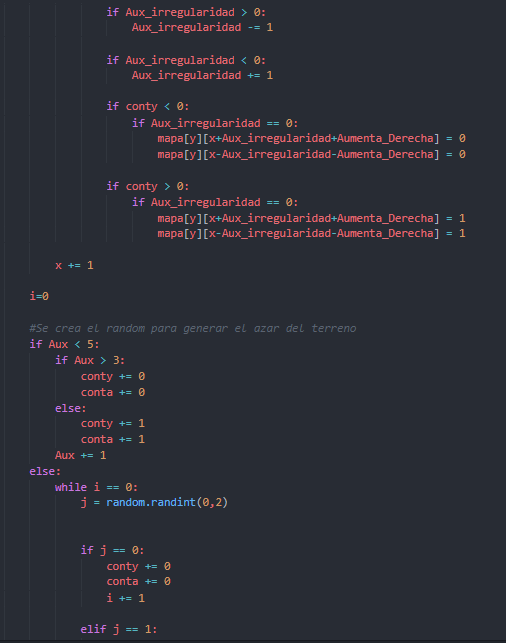 if Aux_irregularidad > 0:
Aux_irregularidad -= 1
if Aux_irregularidad < 0:
Aux_irregularidad += 1
if conty < 0:
if Aux_irregularidad == 0:
mapa[y][x+Aux_irregularidad+Aumenta_Derecha] = 0
mapa[y][x-Aux_irregularidad-Aumenta_Derecha] = 0
if conty > 0:
if Aux_irregularidad == 0:
mapa[y][x+Aux_irregularidad+Aumenta_Derecha] = 1
mapa[y][x-Aux_irregularidad-Aumenta_Derecha] = 1
x += 1
i=0
#Se crea el random para generar el azar del terreno
if Aux < 5:
if Aux > 3:
conty += 0
conta += 0
else:
conty += 1
conta += 1
Aux += 1
else:
while i == 0:
j = random.randint(0,2)
if j == 0:
conty += 0
conta += 0
i += 1
elif j == 1: